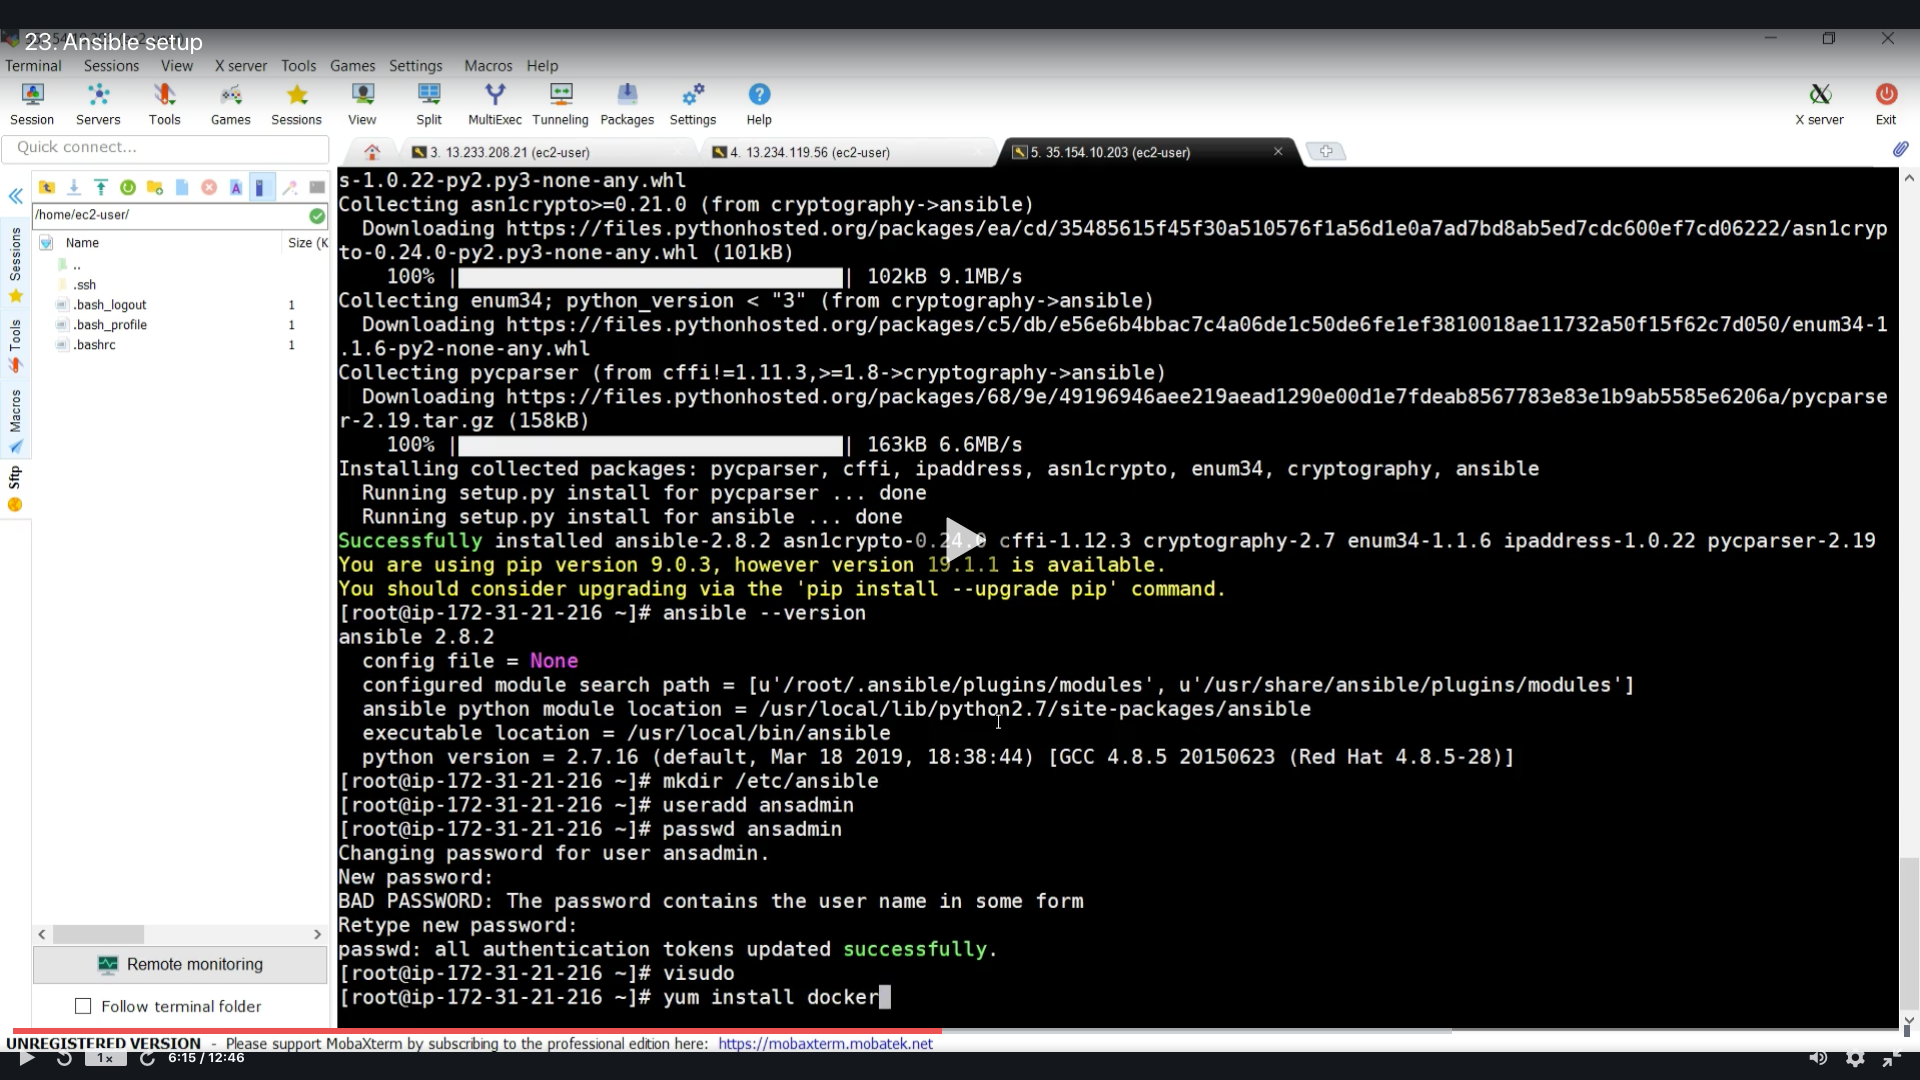 23. Ansible setup
Terminal Sessions View X server Tools Games Settings Macros Help
Session Servers Tools Games Sessions View Split MultiExec Tunneling Packages Settings Help X server Exit
Quick connect...
3. 13.233.208.21 (ec2-user) 4. 13.234.119.56 (ec2-user) 5. 35.154.10.203 (ec2-user)
/home/ec2-user/
Name Size (K
..
.ssh
.bash_logout 1
.bash_profile 1
.bashrc 1
Sessions
Tools
Macros
Sftp
Remote monitoring
Follow terminal folder
s-1.0.22-py2.py3-none-any.whl
Collecting asn1crypto>=0.21.0 (from cryptography->ansible)
Downloading https://files.pythonhosted.org/packages/ea/cd/35485615f45f30a510576f1a56d1e0a7ad7bd8ab5ed7cdc600ef7cd06222/asn1cryp
to-0.24.0-py2.py3-none-any.whl (101kB)
100% | | 102kB 9.1MB/s
Collecting enum34; python_version < "3" (from cryptography->ansible)
Downloading https://files.pythonhosted.org/packages/c5/db/e56e6b4bbac7c4a06de1c50de6fe1ef3810018ae11732a50f15f62c7d050/enum34-1
.1.6-py2-none-any.whl
Collecting pycparser (from cffi!=1.11.3,>=1.8->cryptography->ansible)
Downloading https://files.pythonhosted.org/packages/68/9e/49196946aee219aead1290e00d1e7fdeab8567783e83e1b9ab5585e6206a/pycparse
r-2.19.tar.gz (158kB)
100% | | 163kB 6.6MB/s
Installing collected packages: pycparser, cffi, ipaddress, asn1crypto, enum34, cryptography, ansible
Running setup.py install for pycparser ... done
Running setup.py install for ansible ... done
Successfully installed ansible-2.8.2 asn1crypto-0.24.0 cffi-1.12.3 cryptography-2.7 enum34-1.1.6 ipaddress-1.0.22 pycparser-2.19
You are using pip version 9.0.3, however version 19.1.1 is available.
You should consider upgrading via the 'pip install --upgrade pip' command.
[root@ip-172-31-21-216 ~]# ansible --version
ansible 2.8.2
config file = None
configured module search path = [u'/root/.ansible/plugins/modules', u'/usr/share/ansible/plugins/modules']
ansible python module location = /usr/local/lib/python2.7/site-packages/ansible
executable location = /usr/local/bin/ansible
python version = 2.7.16 (default, Mar 18 2019, 18:38:44) [GCC 4.8.5 20150623 (Red Hat 4.8.5-28)]
[root@ip-172-31-21-216 ~]# mkdir /etc/ansible
[root@ip-172-31-21-216 ~]# useradd ansadmin
[root@ip-172-31-21-216 ~]# passwd ansadmin
Changing password for user ansadmin.
New password:
BAD PASSWORD: The password contains the user name in some form
Retype new password:
passwd: all authentication tokens updated successfully.
[root@ip-172-31-21-216 ~]# visudo
[root@ip-172-31-21-216 ~]# yum install docker
UNREGISTERED VERSION - Please support MobaXterm by subscribing to the professional edition here: https://mobaxterm.mobatek.net
1x 6:15 / 12:46